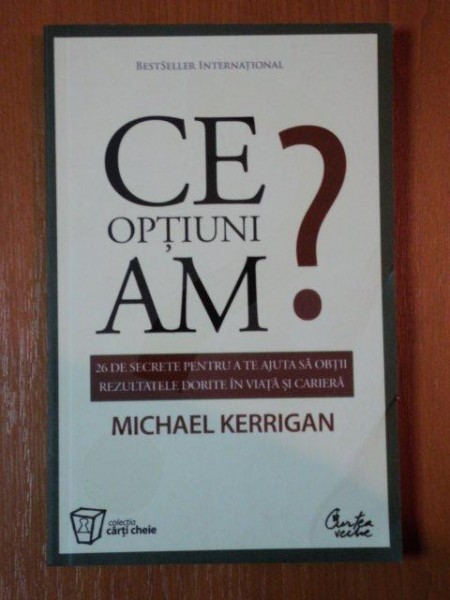 BESTSELLER INTERNAȚIONAL
CE
OPȚIUNI
AM?
26 DE SECRETE PENTRU A TE AJUTA SĂ OBȚII
REZULTATELE DORITE ÎN VIAȚĂ ȘI CARIERĂ
MICHAEL KERRIGAN
colecția
cărți cheie
Curtea
veche